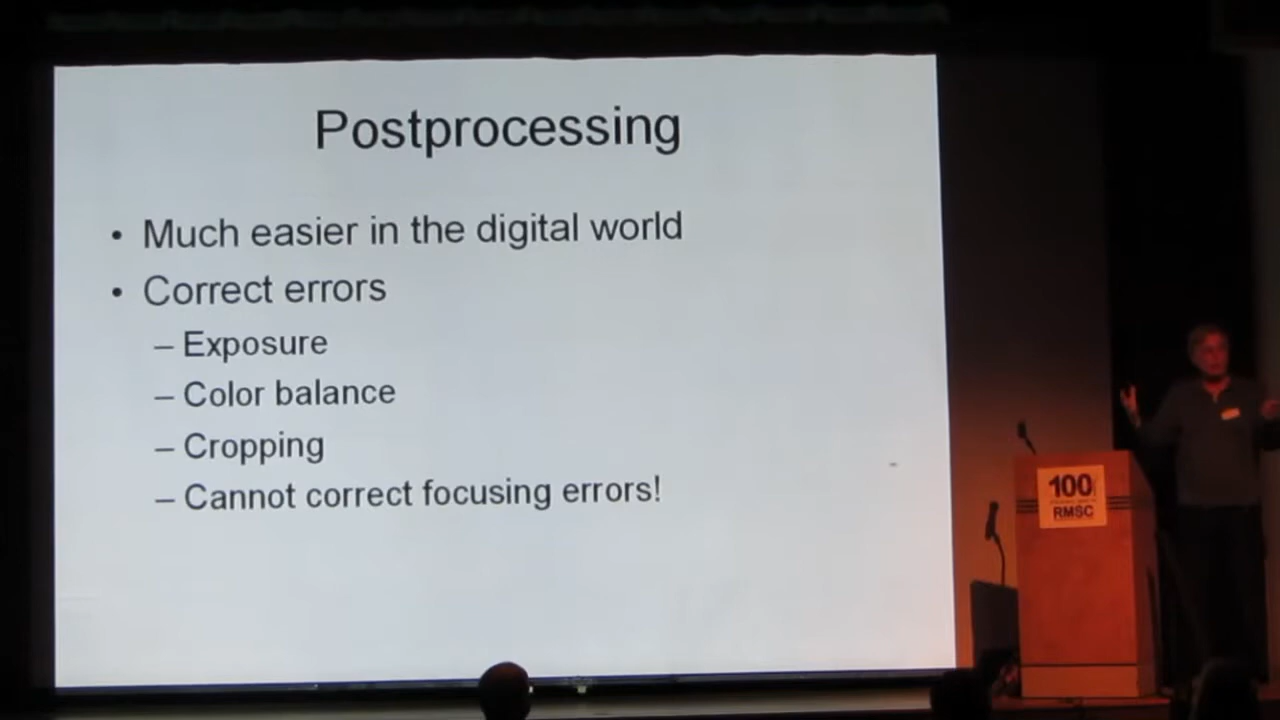 Postprocessing
• Much easier in the digital world
• Correct errors
– Exposure
– Color balance
– Cropping
– Cannot correct focusing errors!
100
RMSC